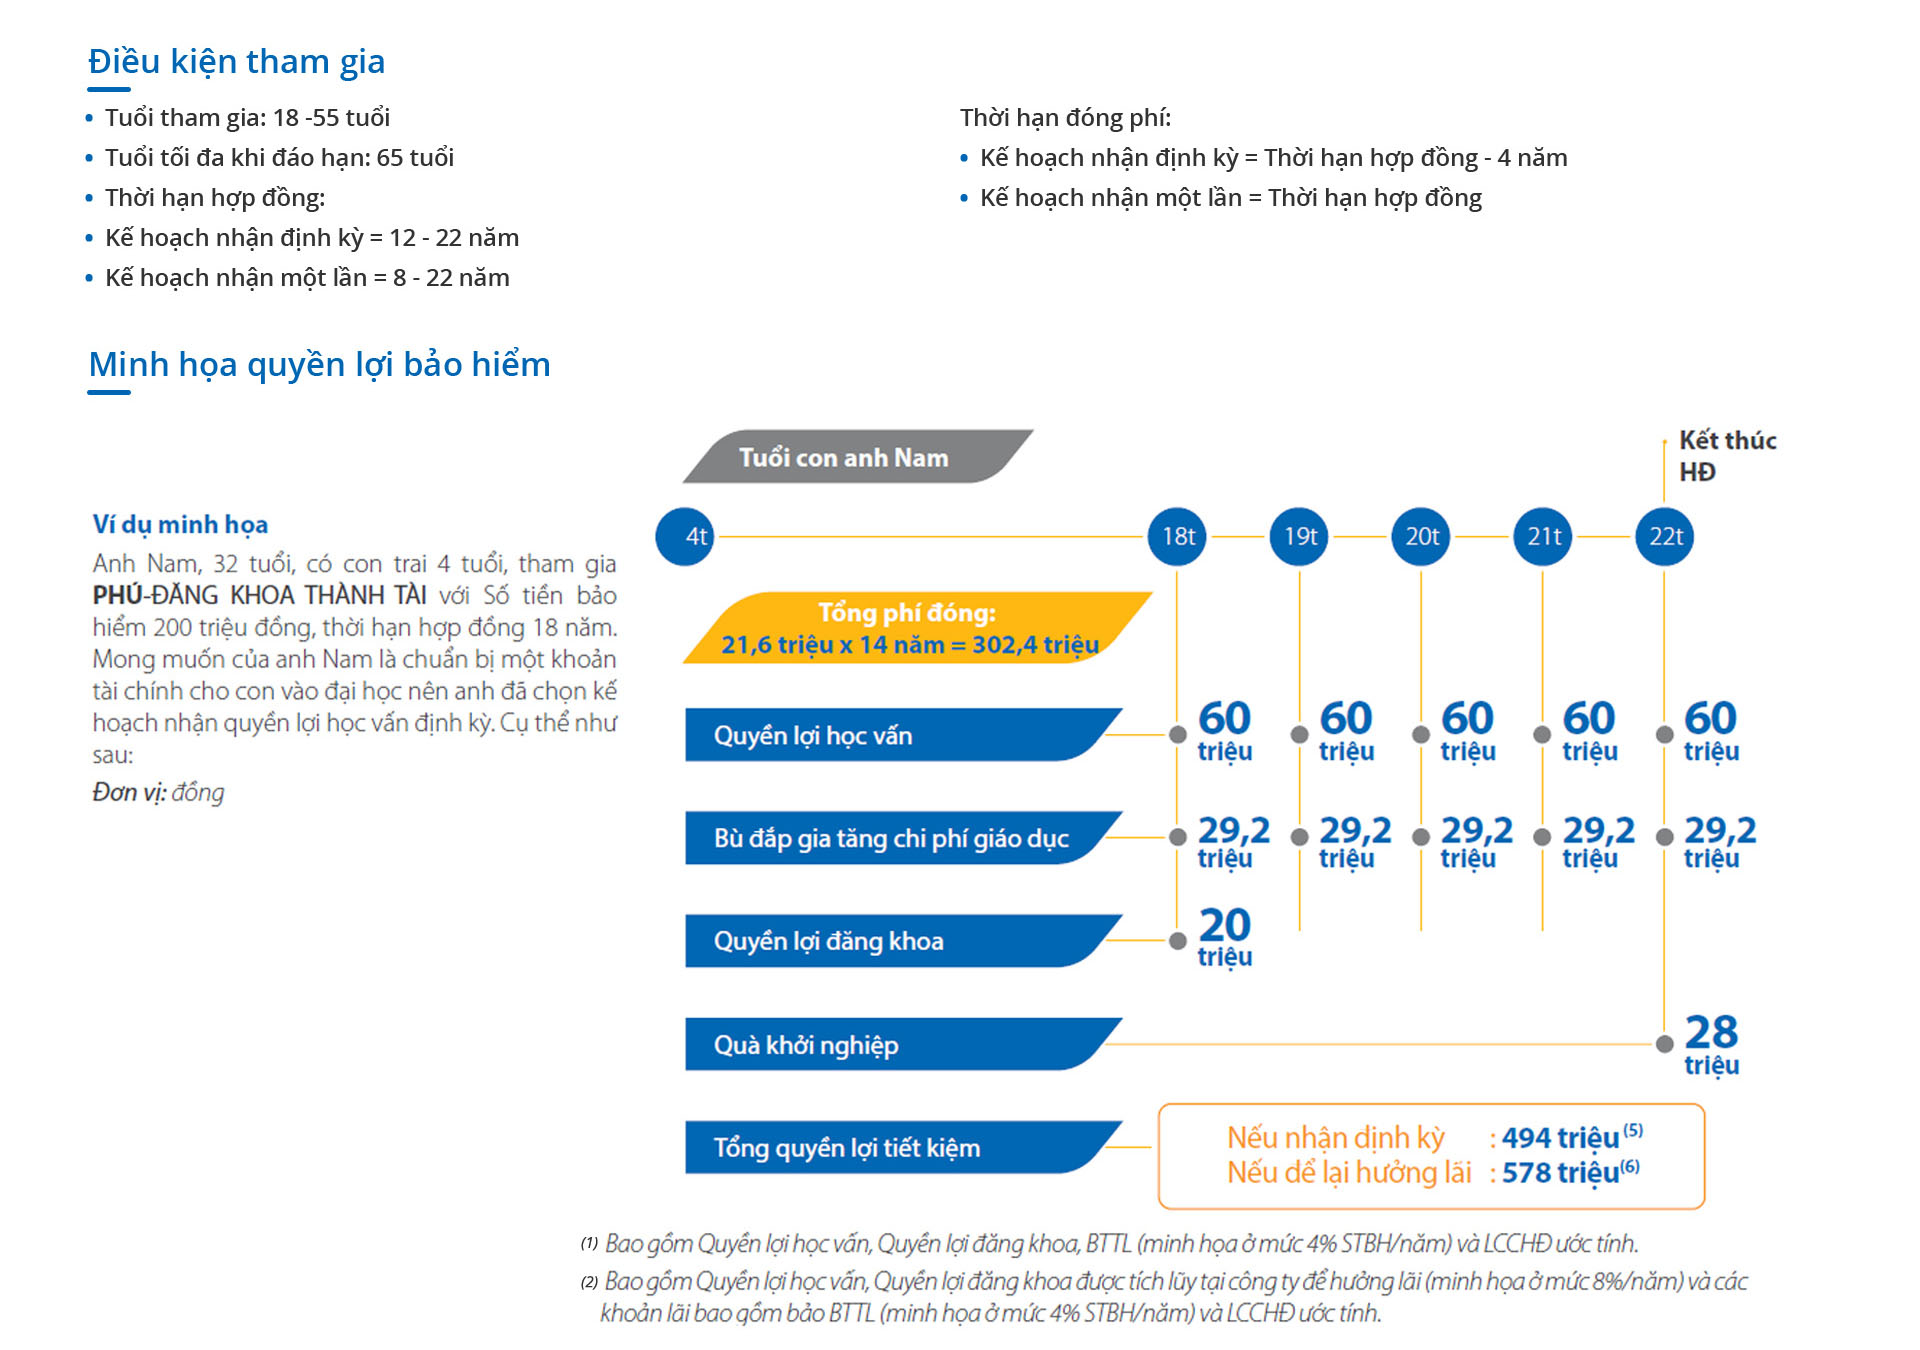 Điều kiện tham gia
• Tuổi tham gia: 18 -55 tuổi
• Tuổi tối đa khi đáo hạn: 65 tuổi
• Thời hạn hợp đồng:
• Kế hoạch nhận định kỳ = 12 - 22 năm
• Kế hoạch nhận một lần = 8 - 22 năm
Thời hạn đóng phí:
• Kế hoạch nhận định kỳ = Thời hạn hợp đồng - 4 năm
• Kế hoạch nhận một lần = Thời hạn hợp đồng
Minh họa quyền lợi bảo hiểm
Ví dụ minh họa
Anh Nam, 32 tuổi, có con trai 4 tuổi, tham gia
PHÚ-ĐĂNG KHOA THÀNH TÀI với Số tiền bảo
hiểm 200 triệu đồng, thời hạn hợp đồng 18 năm.
Mong muốn của anh Nam là chuẩn bị một khoản
tài chính cho con vào đại học nên anh đã chọn kế
hoạch nhận quyền lợi học vấn định kỳ. Cụ thể như
sau:
Đơn vị: đồng
Tuổi con anh Nam
Kết thúc
HĐ
4t 18t 19t 20t 21t 22t
Tổng phí đóng:
21,6 triệu x 14 năm = 302,4 triệu
Quyền lợi học vấn
60 60 60 60 60
triệu triệu triệu triệu triệu
Bù đắp gia tăng chi phí giáo dục
29,2 29,2 29,2 29,2 29,2
triệu triệu triệu triệu triệu
Quyền lợi đăng khoa
20
triệu
Quà khởi nghiệp
28
triệu
Tổng quyền lợi tiết kiệm
Nếu nhận định kỳ : 494 triệu (5)
Nếu dể lại hưởng lãi : 578 triệu(6)
(1) Bao gồm Quyền lợi học vấn, Quyền lợi đăng khoa, BTTL (minh họa ở mức 4% STBH/năm) và LCCHĐ ước tính.
(2) Bao gồm Quyền lợi học vấn, Quyền lợi đăng khoa được tích lũy tại công ty để hưởng lãi (minh họa ở mức 8%/năm) và các
khoản lãi bao gồm bảo BTTL (minh họa ở mức 4% STBH/năm) và LCCHĐ ước tính.